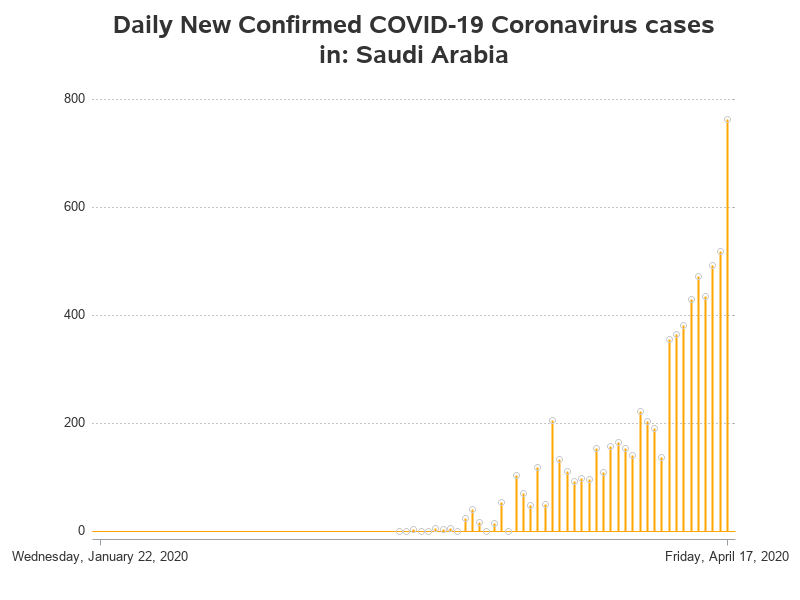 Daily New Confirmed COVID-19 Coronavirus cases
in: Saudi Arabia
800
600
400
200
0
Wednesday, January 22, 2020
Friday, April 17, 2020